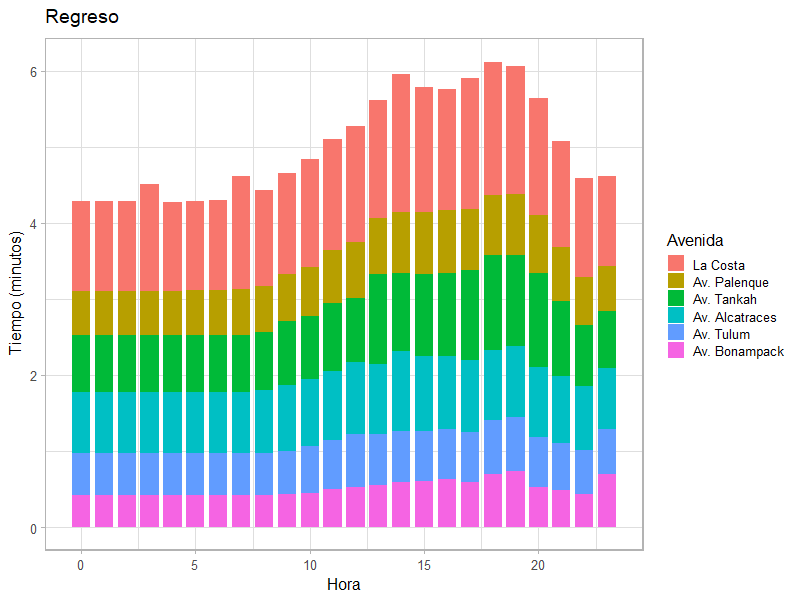 Regreso
6
4
2
0
Tiempo (minutos)
0 5 10 15 20
Hora
Avenida
La Costa
Av. Palenque
Av. Tankah
Av. Alcatraces
Av. Tulum
Av. Bonampack